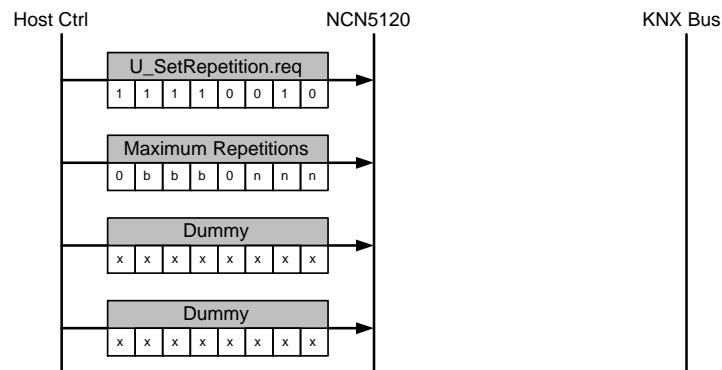 Host Ctrl NCN5120 KNX Bus
U_SetRepetition.req
1 1 1 1 0 0 1 0
Maximum Repetitions
0 b b b 0 n n n
Dummy
x x x x x x x x
Dummy
x x x x x x x x